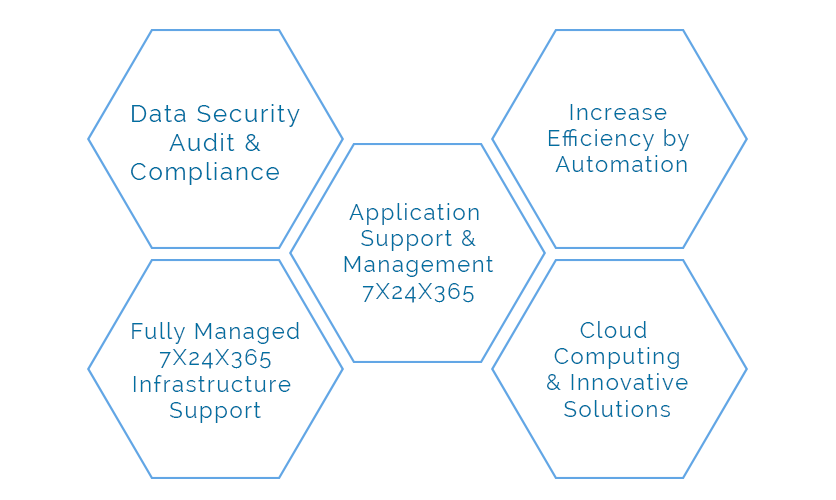 Data Security
Audit &
Compliance
Increase
Efficiency by
Automation
Application
Support &
Management
7X24X365
Fully Managed
7X24X365
Infrastructure
Support
Cloud
Computing
& Innovative
Solutions